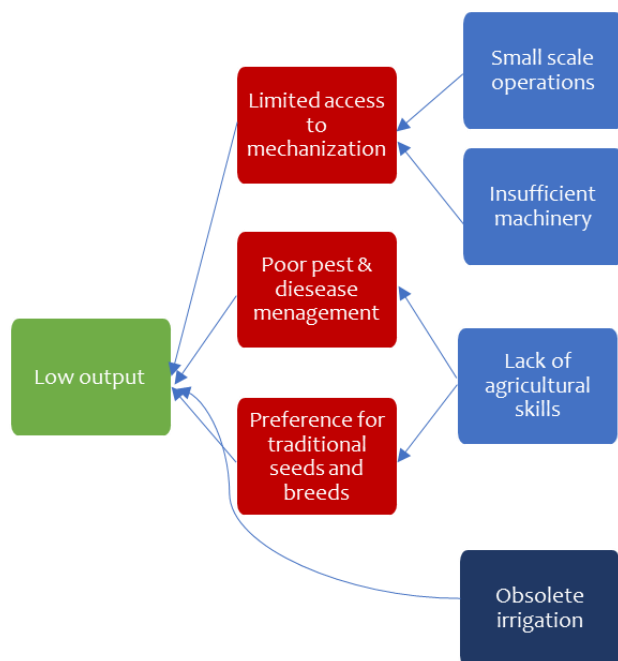 Small scale
operations
Limited access
to
mechanization
Insufficient
machinery
Poor pest &
diesease
menagement
Low output
Lack of
agricultural
skills
Preference for
traditional
seeds and
breeds
Obsolete
irrigation